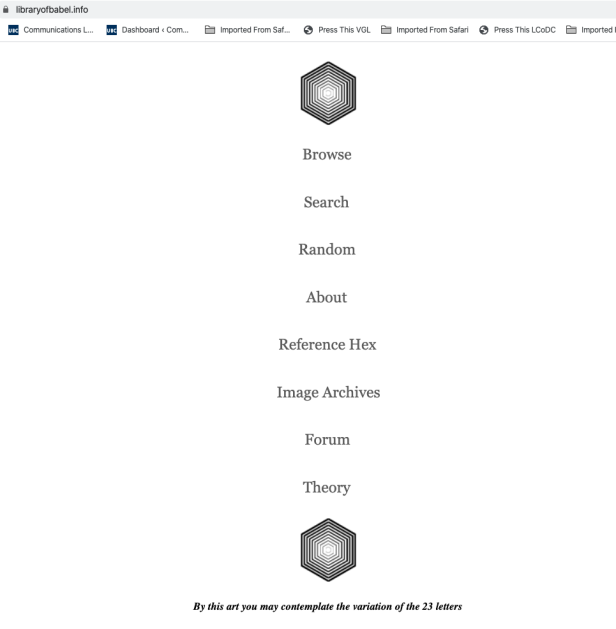 libraryofbabel.info
UBC Communications L... UBC Dashboard ‹ Com... Imported From Saf... Press This VGL Imported From Safari Press This LCoDC Imported
Browse
Search
Random
About
Reference Hex
Image Archives
Forum
Theory
By this art you may contemplate the variation of the 23 letters